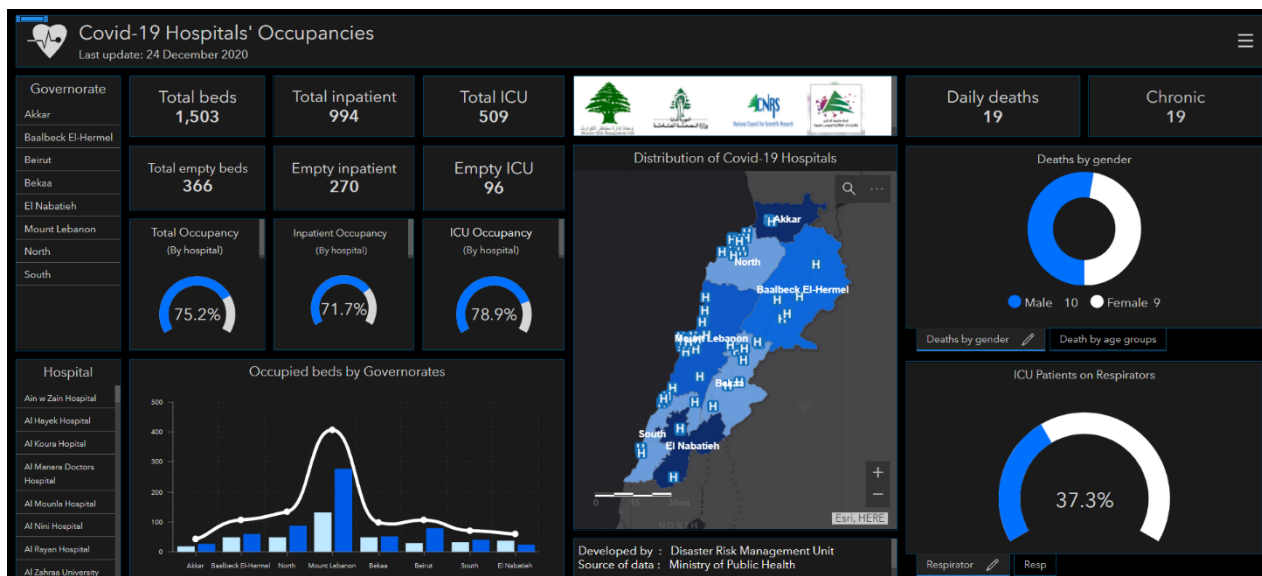 Covid-19 Hospitals' Occupancies
Last update: 24 December 2020
Governorate
Akkar
Baalbeck El-Hermel
Beirut
Bekaa
El Nabatieh
Mount Lebanon
North
South
Total beds
1,503
Total inpatient
994
Total ICU
509
Total empty beds
366
Empty inpatient
270
Empty ICU
96
Total Occupancy
(By hospital)
75.2%
Inpatient Occupancy
(By hospital)
71.7%
ICU Occupancy
(By hospital)
78.9%
CNRS
National Council for Scientific Research
Daily deaths
19
Chronic
19
Distribution of Covid-19 Hospitals
Akkar
North
Baalbeck El-Hermel
Mount Lebanon
South
El Nabatieh
NORTH
0 15 30mi
+
−
Esri, HERE
Developed by : Disaster Risk Management Unit
Source of data : Ministry of Public Health
Deaths by gender
Male 10 Female 9
Deaths by gender Death by age groups
ICU Patients on Respirators
37.3%
Respirator Resp
Hospital
Ain w Zain Hospital
Al Hayek Hospital
Al Koura Hopital
Al Manara Doctors
Hospital
Al Mounla Hospital
Al Nini Hospital
Al Rayan Hospital
Al Zahraa University
Occupied beds by Governorates
500
400
300
200
100
0
Akkar Baalbeck El-Hermel North Mount Lebanon Bekaa Beirut South El Nabatieh